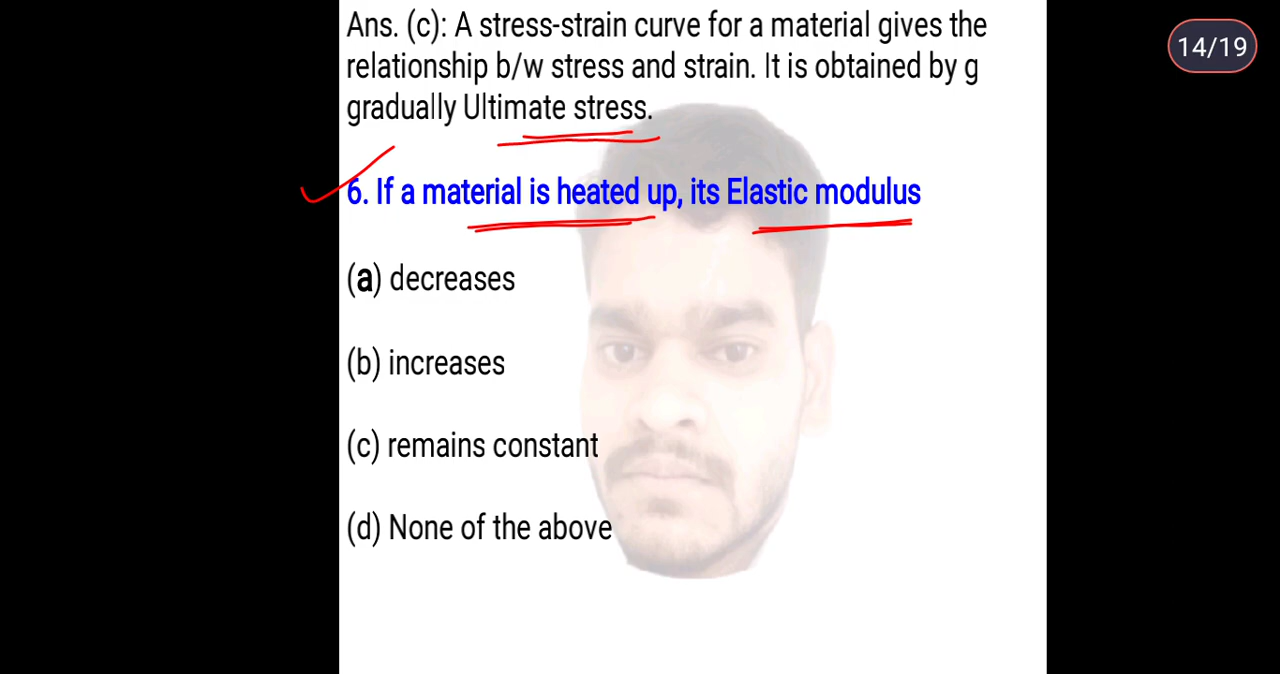 Ans. (c): A stress-strain curve for a material gives the
14/19
relationship b/w stress and strain. It is obtained by g
gradually Ultimate stress.
6. If a material is heated up, its Elastic modulus
(a) decreases
(b) increases
(c) remains constant
(d) None of the above